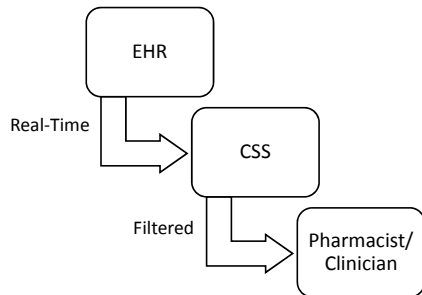 EHR
Real-Time
CSS
Filtered
Pharmacist/
Clinician